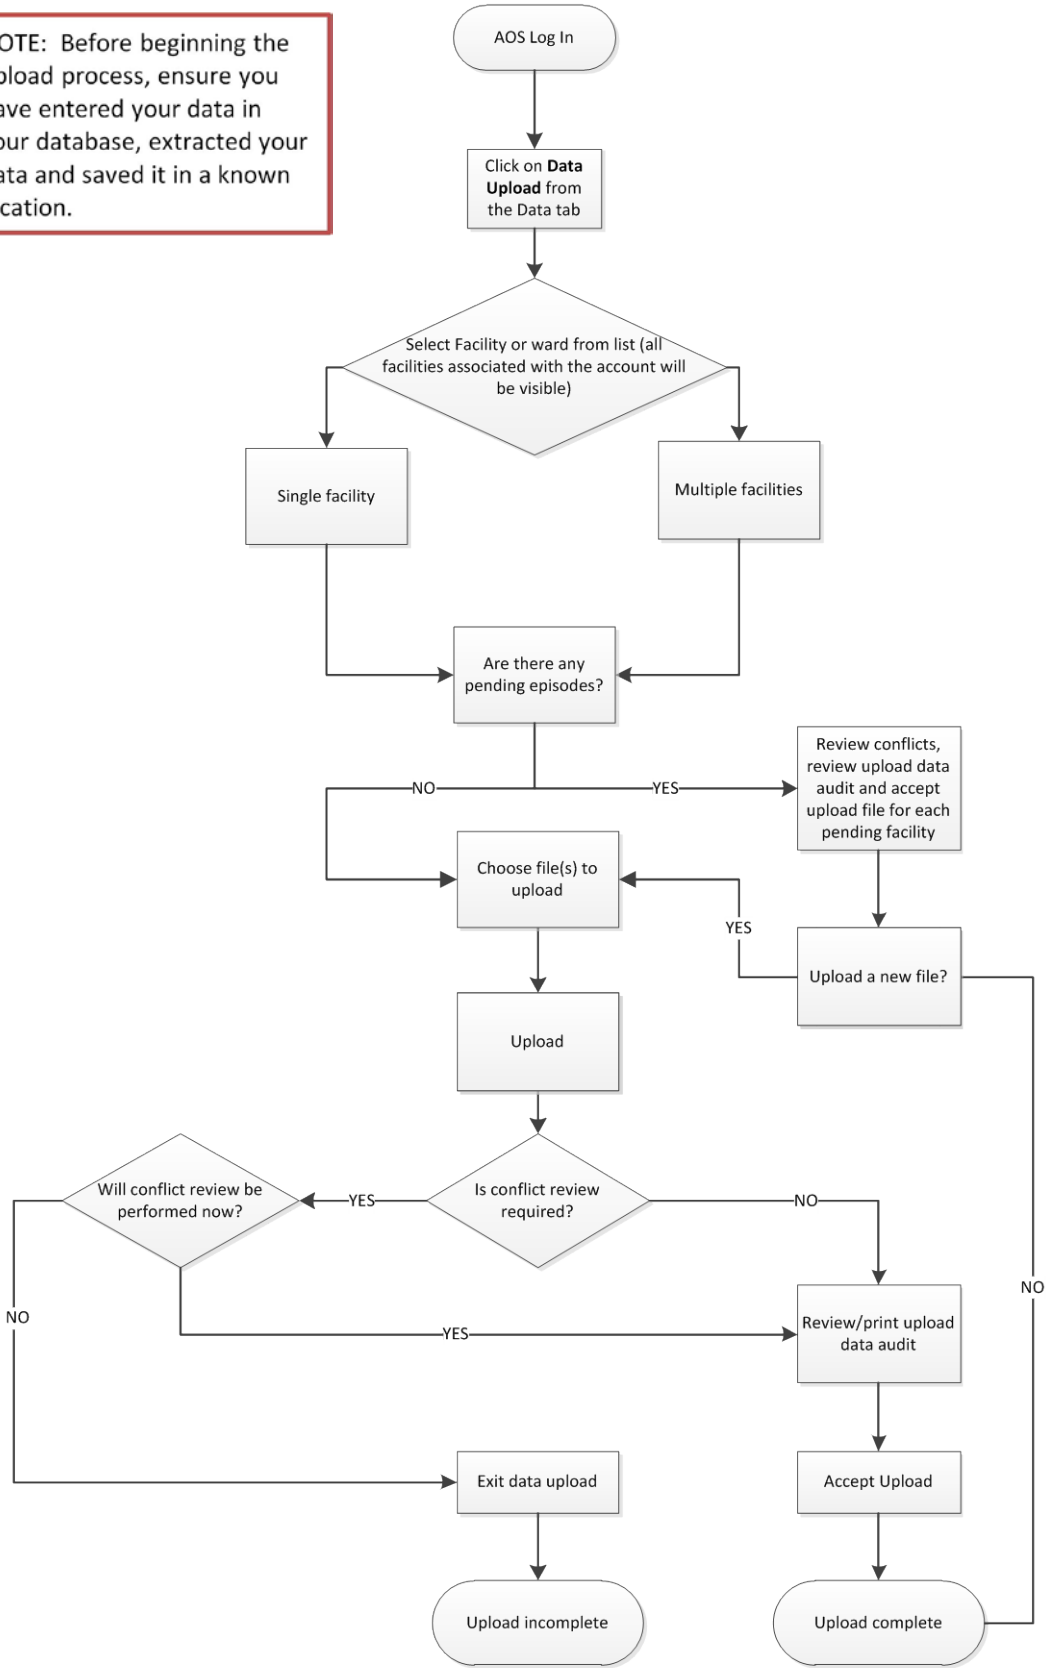 OTE: Before beginning the
pload process, ensure you
ave entered your data in
our database, extracted your
ata and saved it in a known
cation.
AOS Log In
Click on Data
Upload from
the Data tab
Select Facility or ward from list (all
facilities associated with the account will
be visible)
Single facility
Multiple facilities
Are there any
pending episodes?
NO
YES
Review conflicts,
review upload data
audit and accept
upload file for each
pending facility
Choose file(s) to
upload
YES
Upload a new file?
Upload
Will conflict review be
performed now?
YES
Is conflict review
required?
NO
NO
NO
YES
Review/print upload
data audit
Exit data upload
Accept Upload
Upload incomplete
Upload complete